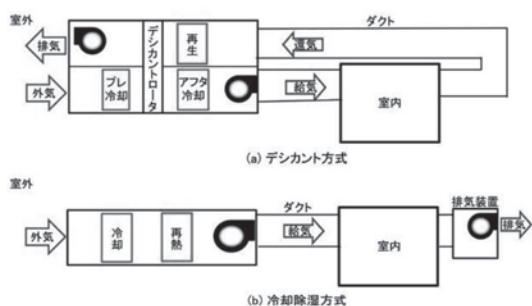 室外
ダクト
排気
デシカントロータ
再生
還気
外気
プレ冷却
アフタ冷却
給気
室内
(a) デシカント方式
室外
排気装置
ダクト
外気
冷却
再熱
給気
室内
排気
(b) 冷却除湿方式